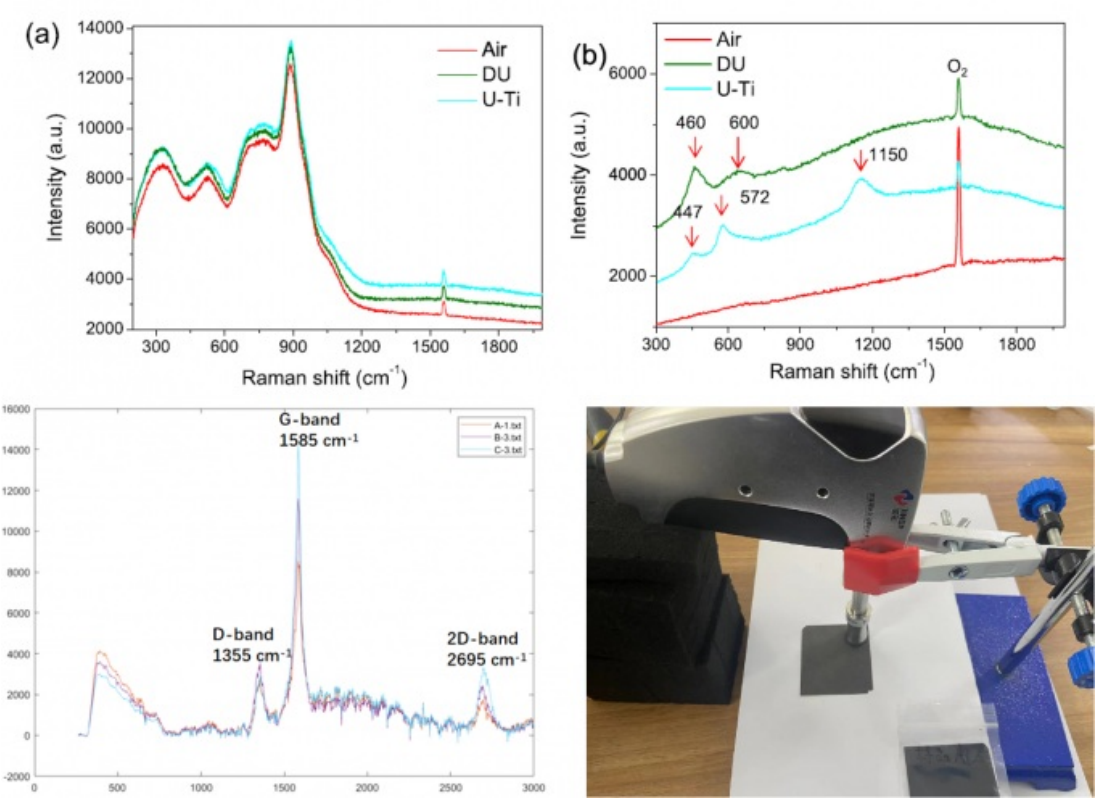 (a)
14000
12000
10000
8000
6000
4000
2000
Intensity (a.u.)
Air
DU
U-Ti
300 600 900 1200 1500 1800
Raman shift (cm⁻¹)
(b)
6000
4000
2000
Intensity (a.u.)
Air
DU
U-Ti
O₂
460 600
1150
447 572
300 600 900 1200 1500 1800
Raman shift (cm⁻¹)
16000
14000
12000
10000
8000
6000
4000
2000
0
-2000
G-band
1585 cm⁻¹
A-1.txt
B-3.txt
C-3.txt
D-band
1355 cm⁻¹
2D-band
2695 cm⁻¹
0 500 1000 1500 2000 2500 3000